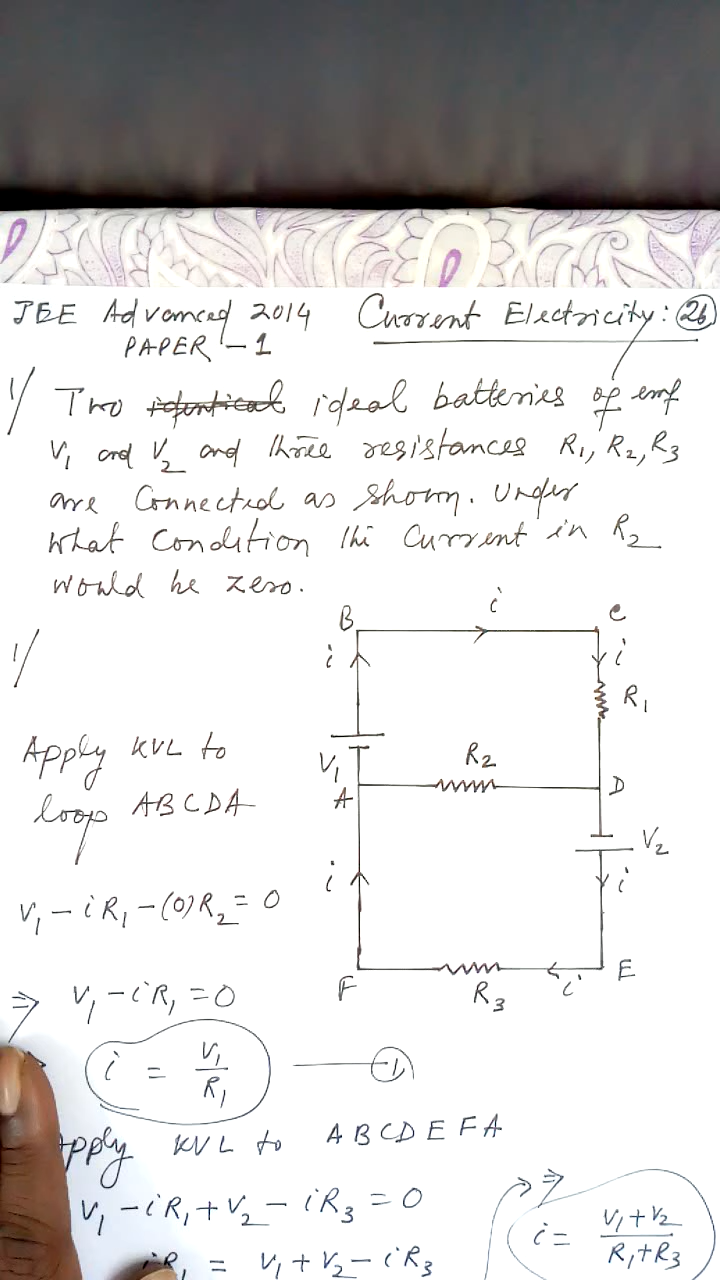 JEE Advanced 2014 Current Electricity: 26
PAPER - 1
1/ Two identical ideal batteries of emf
V₁ and V₂ and three resistances R₁, R₂, R₃
are Connected as shown. Under
what condition the current in R₂
would be zero.
B i C
1/ i i
R₁
Apply KVL to V₁ R₂
loop ABCDA A D
V₂
i i
V₁ - iR₁ - (0)R₂ = 0
F R₃ i E
⇒ V₁ - iR₁ = 0
i = V₁/R₁ — 1
Apply KVL to ABCDEFA
V₁ - iR₁ + V₂ - iR₃ = 0 ⇒
iR₁ = V₁ + V₂ - iR₃ i = V₁+V₂/R₁+R₃